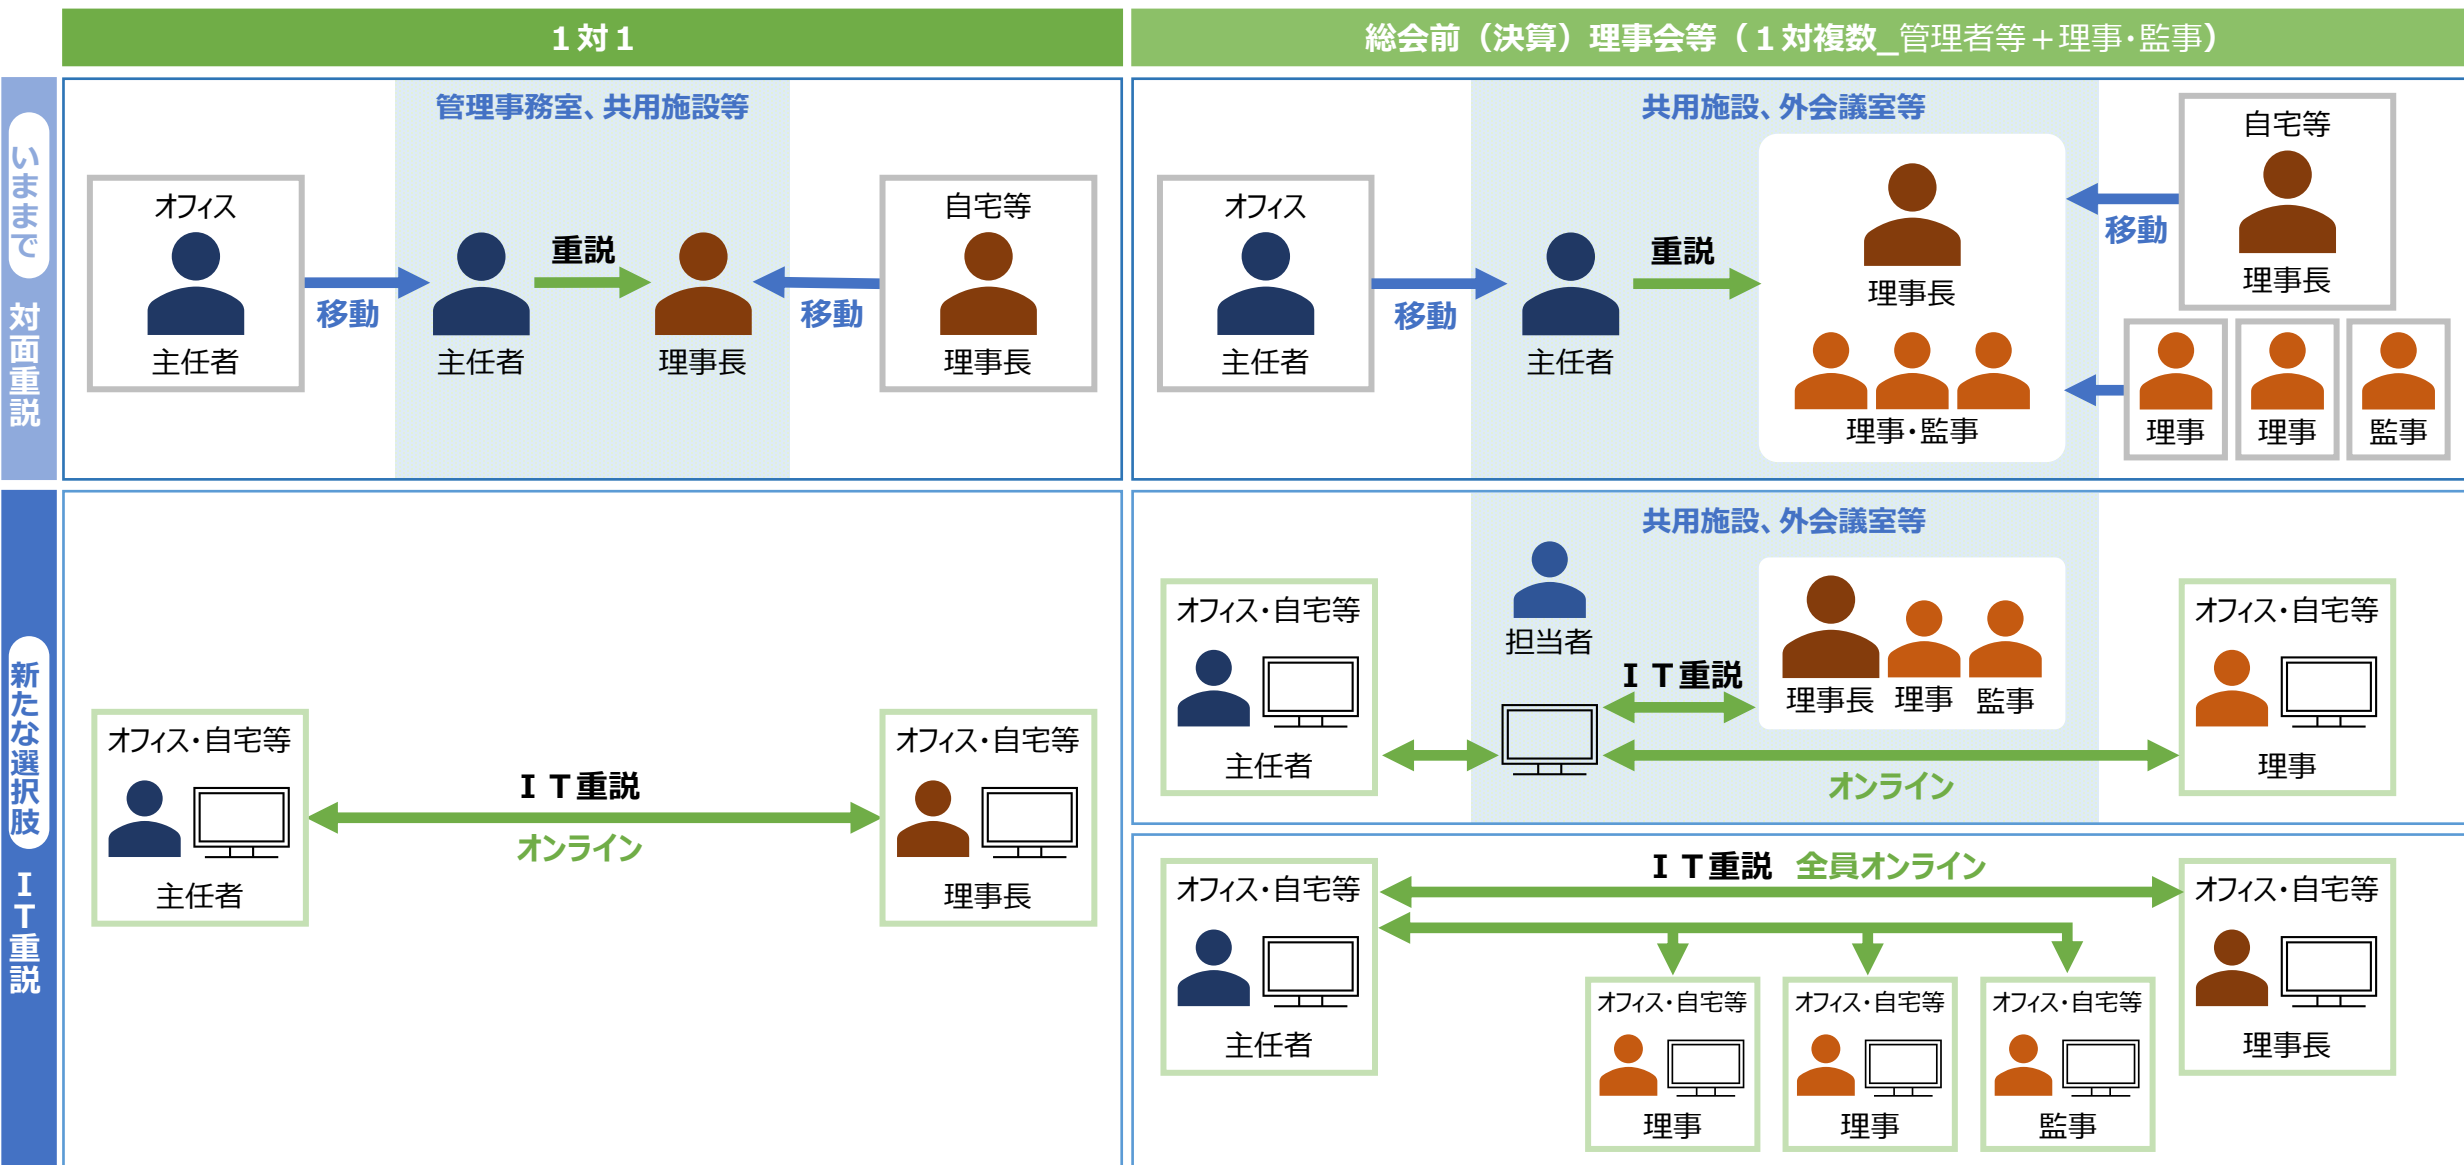 １対１
総会前（決算）理事会等（１対複数_管理者等＋理事・監事）
いままで
対面重説
管理事務室、共用施設等
オフィス
主任者
移動
主任者
重説
理事長
移動
自宅等
理事長
共用施設、外会議室等
オフィス
主任者
移動
主任者
重説
理事長
理事・監事
移動
自宅等
理事長
理事
理事
監事
新たな選択肢
ＩＴ重説
オフィス・自宅等
主任者
ＩＴ重説
オンライン
オフィス・自宅等
理事長
共用施設、外会議室等
オフィス・自宅等
主任者
担当者
ＩＴ重説
理事長
理事
監事
オンライン
オフィス・自宅等
理事
ＩＴ重説 全員オンライン
オフィス・自宅等
主任者
オフィス・自宅等
理事長
オフィス・自宅等
理事
オフィス・自宅等
理事
オフィス・自宅等
監事